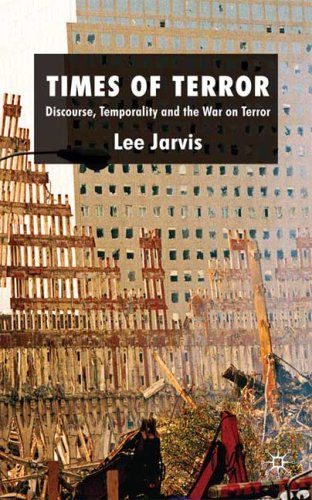 TIMES OF TERROR
Discourse, Temporality and the War on Terror
Lee Jarvis